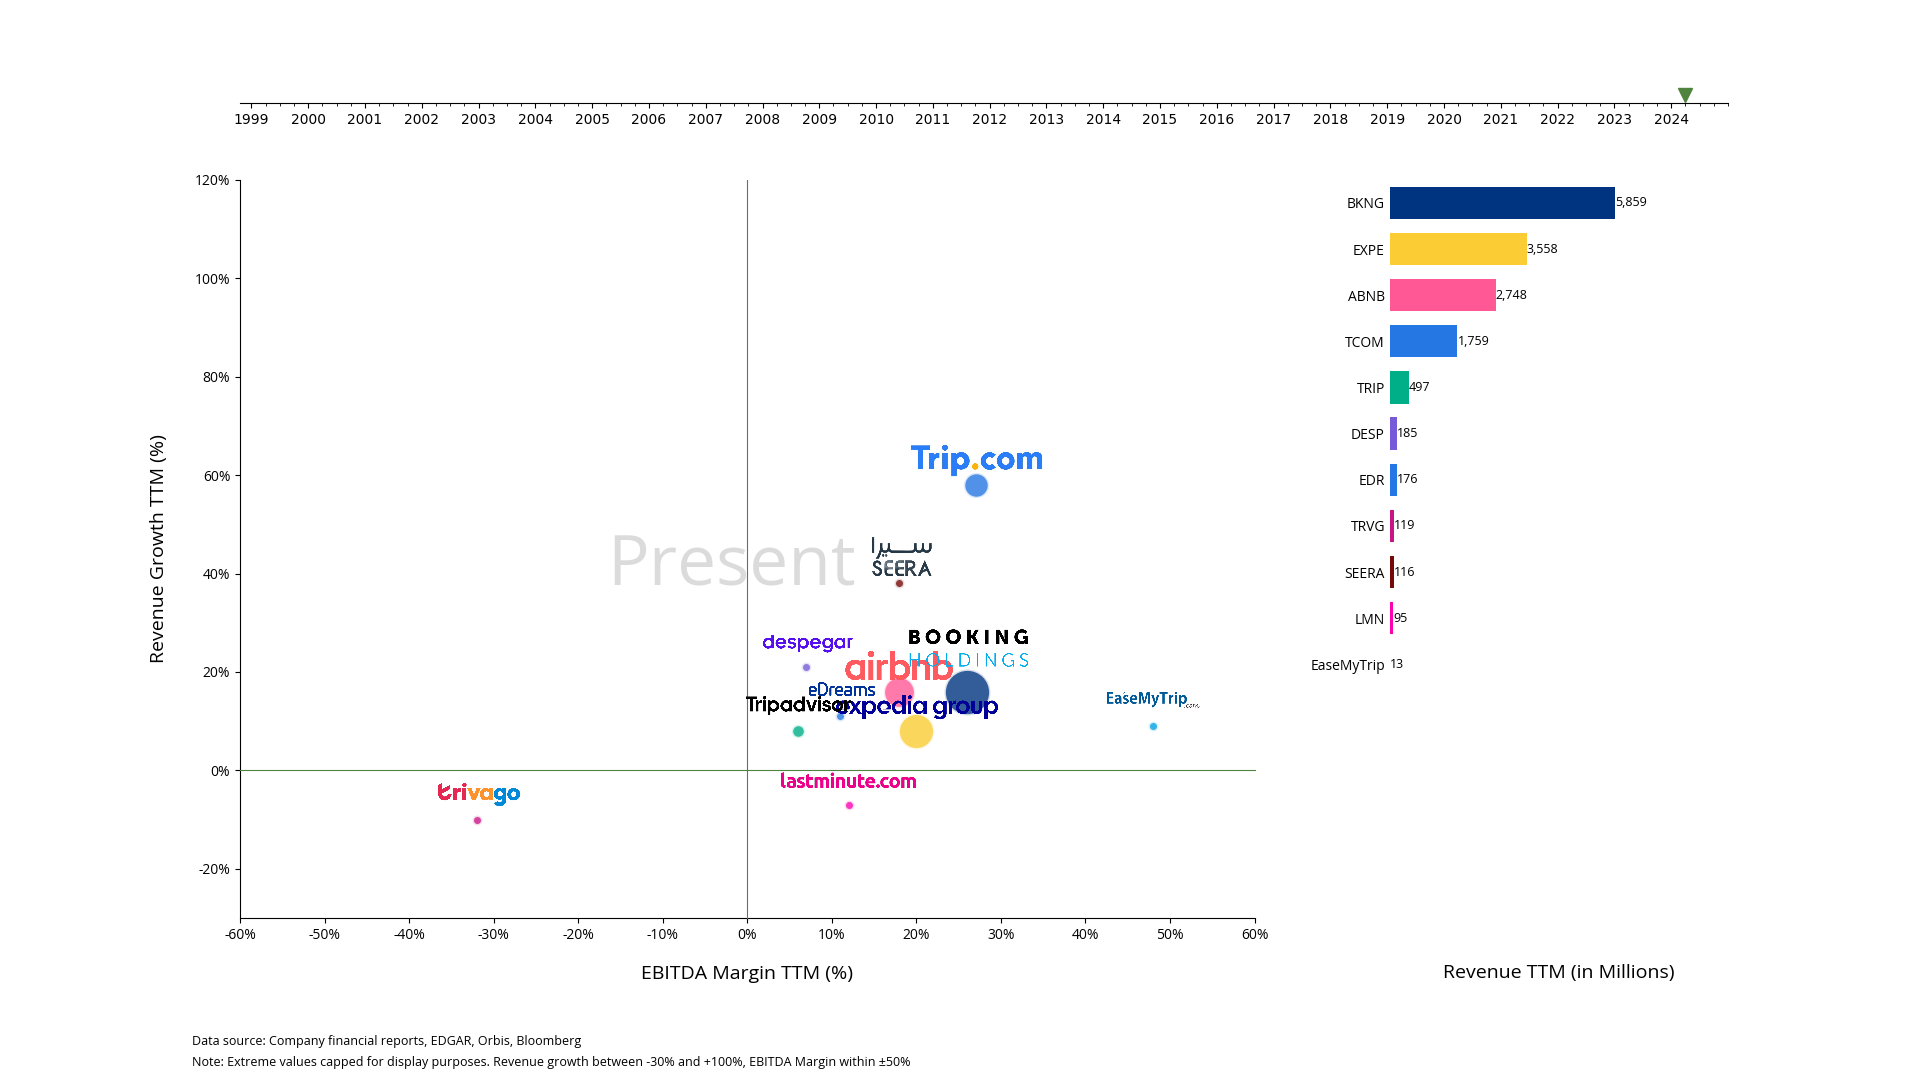 1999 2000 2001 2002 2003 2004 2005 2006 2007 2008 2009 2010 2011 2012 2013 2014 2015 2016 2017 2018 2019 2020 2021 2022 2023 2024
120%
100%
80%
60%
40%
20%
0%
-20%
Revenue Growth TTM (%)
Present
Trip.com
سيرا
SEERA
despegar
BOOKING
HOLDINGS
airbnb
eDreams
Tripadvisor
expedia group
EaseMyTrip.com
lastminute.com
trivago
-60% -50% -40% -30% -20% -10% 0% 10% 20% 30% 40% 50% 60%
EBITDA Margin TTM (%)
BKNG 5,859
EXPE 3,558
ABNB 2,748
TCOM 1,759
TRIP 497
DESP 185
EDR 176
TRVG 119
SEERA 116
LMN 95
EaseMyTrip 13
Revenue TTM (in Millions)
Data source: Company financial reports, EDGAR, Orbis, Bloomberg
Note: Extreme values capped for display purposes. Revenue growth between -30% and +100%, EBITDA Margin within ±50%